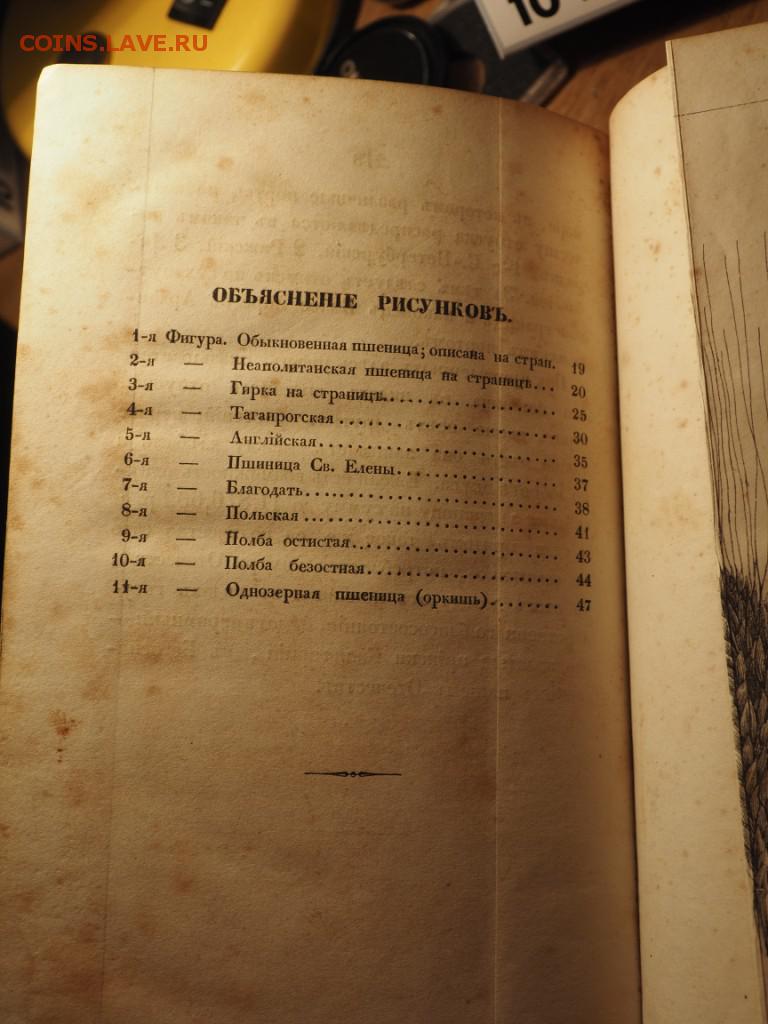 COINS.LAVE.RU
10
ОБЪЯСНЕНІЕ РИСУНКОВЪ.
1-я Фигура. Обыкновенная пшеница; описана на стран. 19
2-я — Неаполитанская пшеница на страницѣ... 20
3-я — Гирка на страницѣ........................ 25
4-я — Таганрогская ..... ................ 30
5-я — Англійская.............................. 35
6-я — Пшиница Св. Елены.................... 37
7-я — Благодать............................... 38
8-я — Польская ............................... 41
9-я — Полба остистая........................ 43
10-я — Полба безостная...................... 44
11-я — Однозерная пшеница (оркишь)........ 47